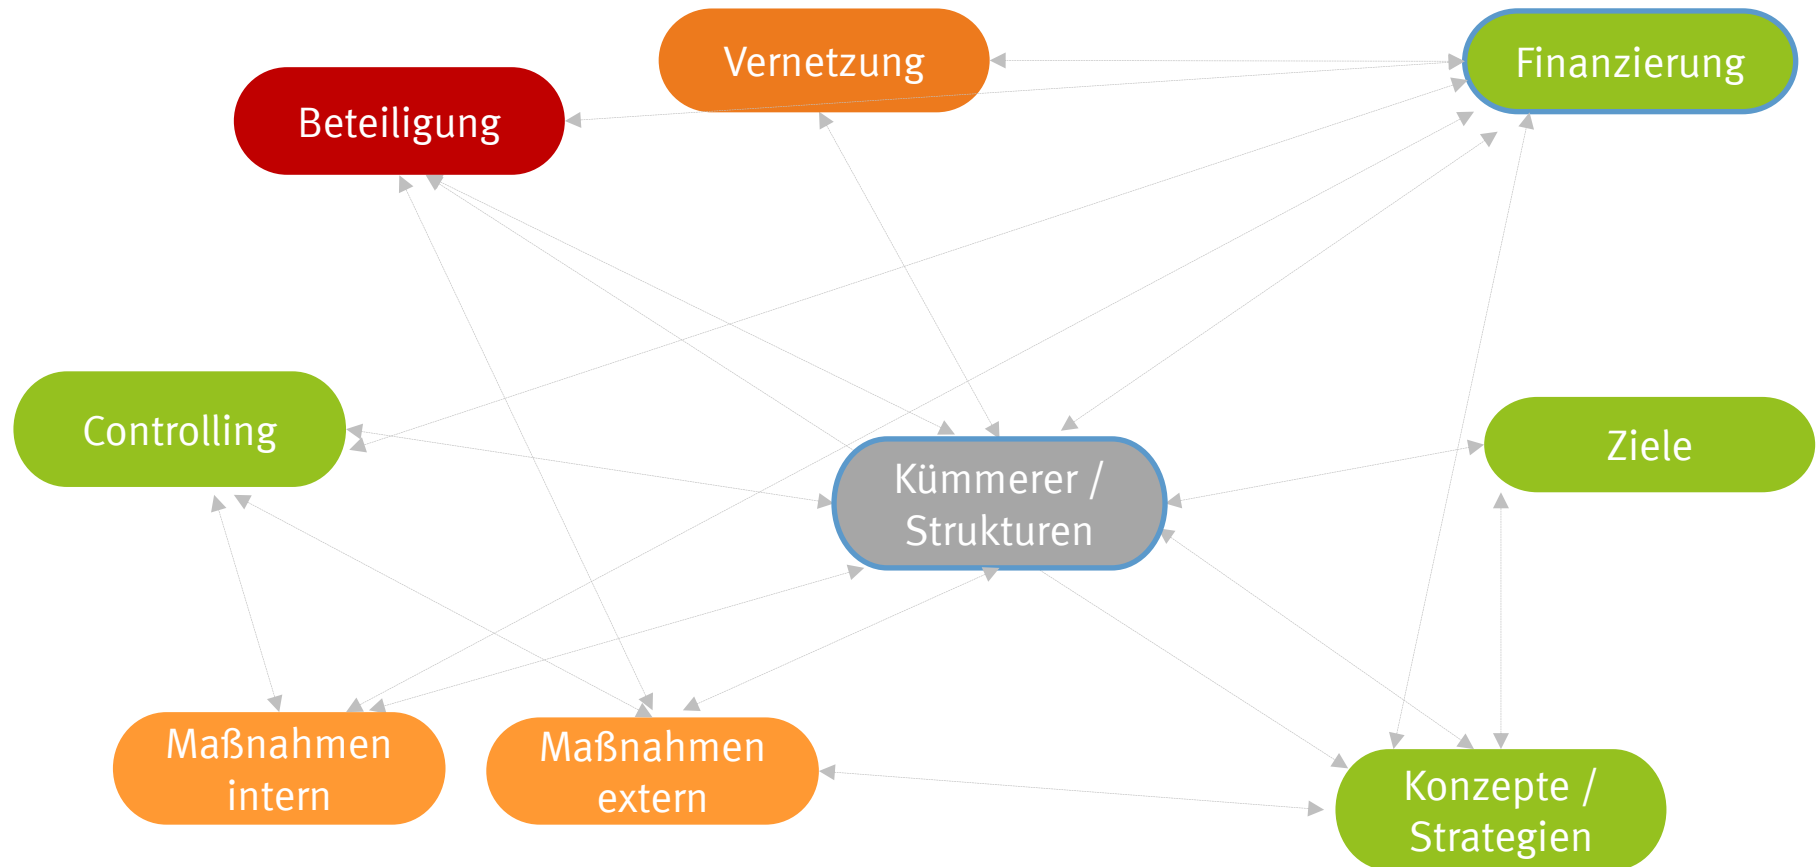 Vernetzung
Finanzierung
Beteiligung
Controlling
Ziele
Kümmerer /
Strukturen
Maßnahmen
intern
Maßnahmen
extern
Konzepte /
Strategien